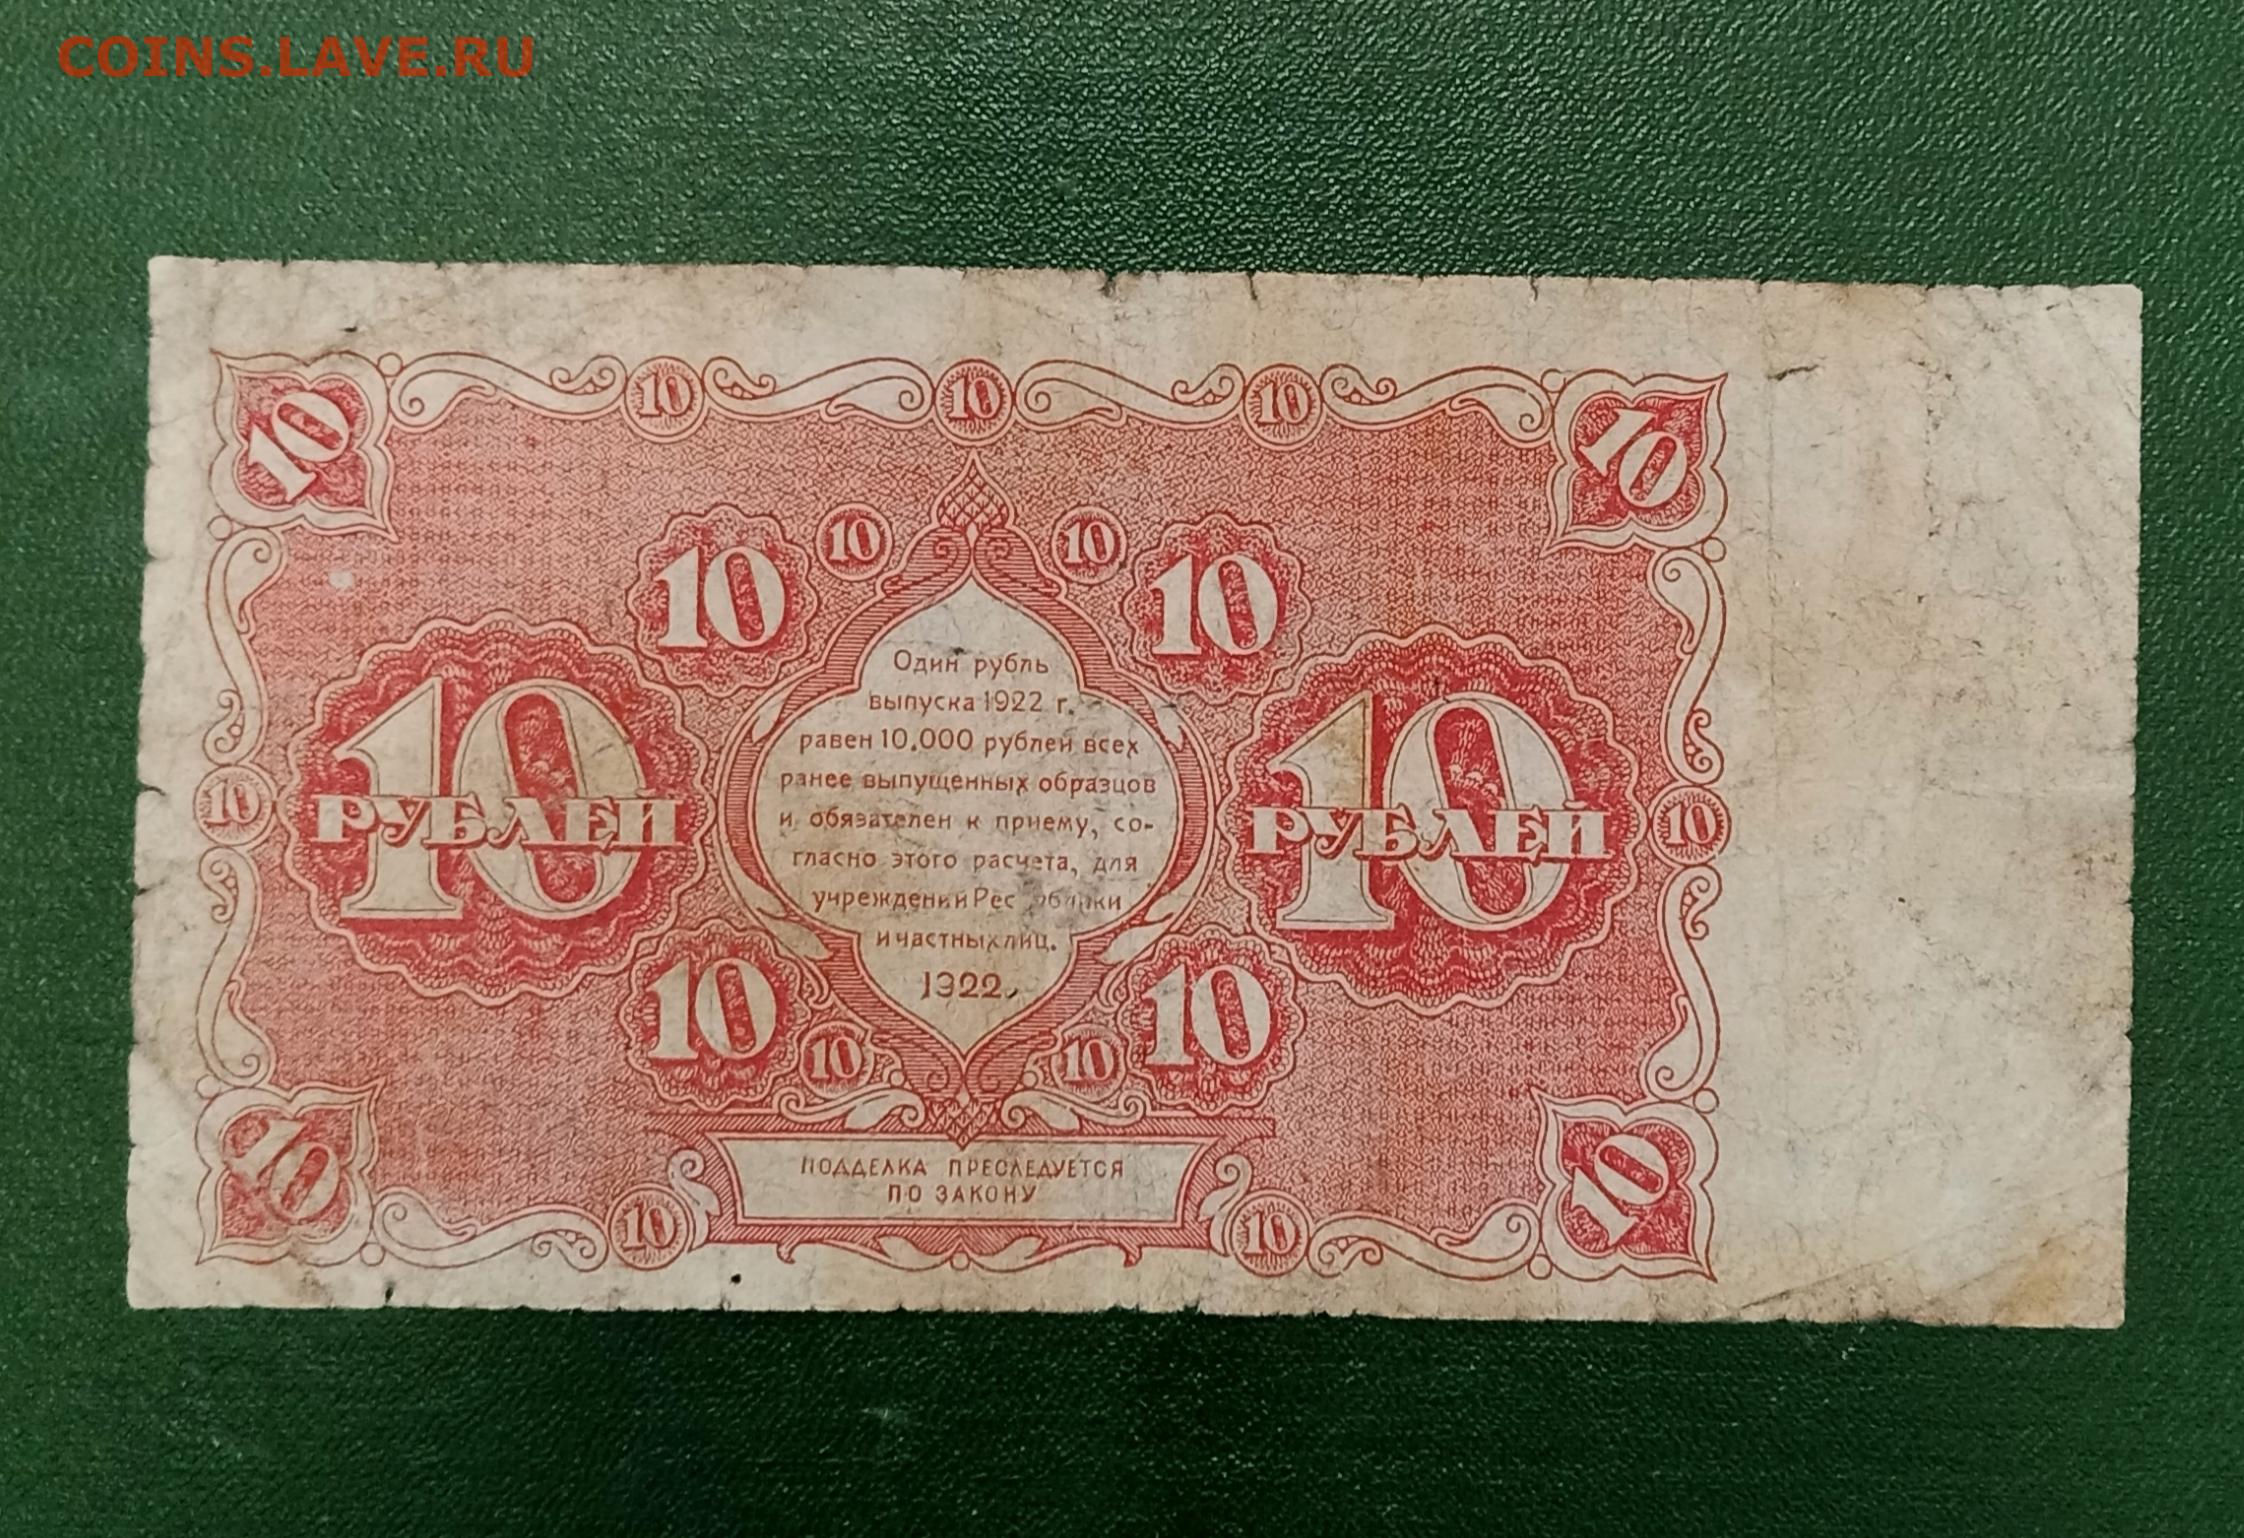 COINS.LAVE.RU
10 10 10 10 10
10 10 10 10
Один рубль
выпуска 1922 г.
равен 10.000 рублей всех
ранее выпущенных образцов
и обязателен к приему, со-
гласно этого расчета, для
учреждений
и частных лиц.
1922
10 РУБЛЕЙ
10 РУБЛЕЙ
10 10
10 10 10 10
ПОДДЕЛКА ПРЕСЛЕДУЕТСЯ
ПО ЗАКОНУ
10 10 10 10